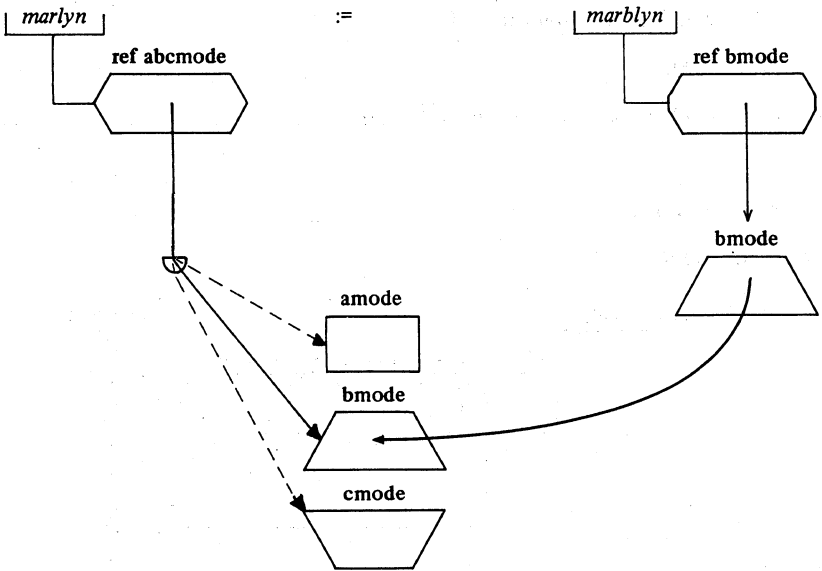 marlyn := marblyn
ref abcmode ref bmode
bmode
amode
bmode
cmode